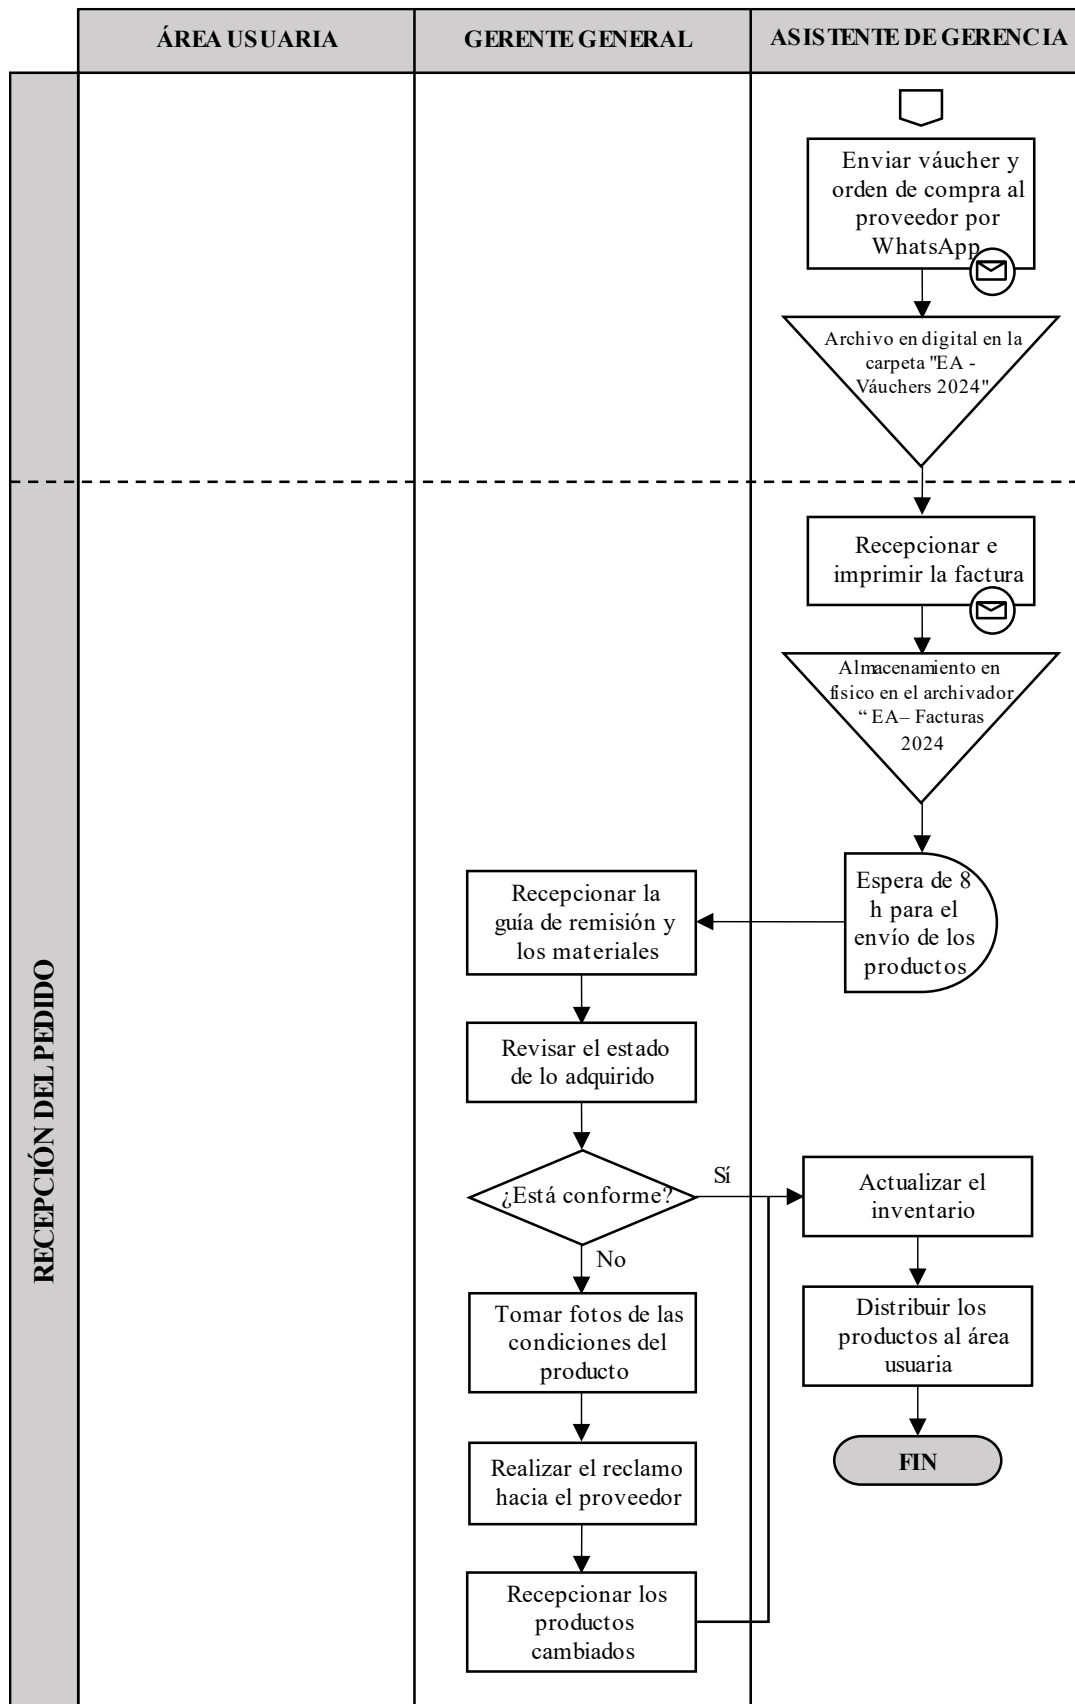 ÁREA USUARIA
GERENTE GENERAL
ASISTENTE DE GERENCIA
Enviar váucher y
orden de compra al
proveedor por
WhatsApp
Archivo en digital en la
carpeta "EA -
Váuchers 2024"
RECEPCIÓN DEL PEDIDO
Recepcionar e
imprimir la factura
Almacenamiento en
físico en el archivador
“ EA– Facturas
2024
Espera de 8
h para el
envío de los
productos
Recepcionar la
guía de remisión y
los materiales
Revisar el estado
de lo adquirido
¿Está conforme?
Sí
No
Actualizar el
inventario
Distribuir los
productos al área
usuaria
FIN
Tomar fotos de las
condiciones del
producto
Realizar el reclamo
hacia el proveedor
Recepcionar los
productos
cambiados